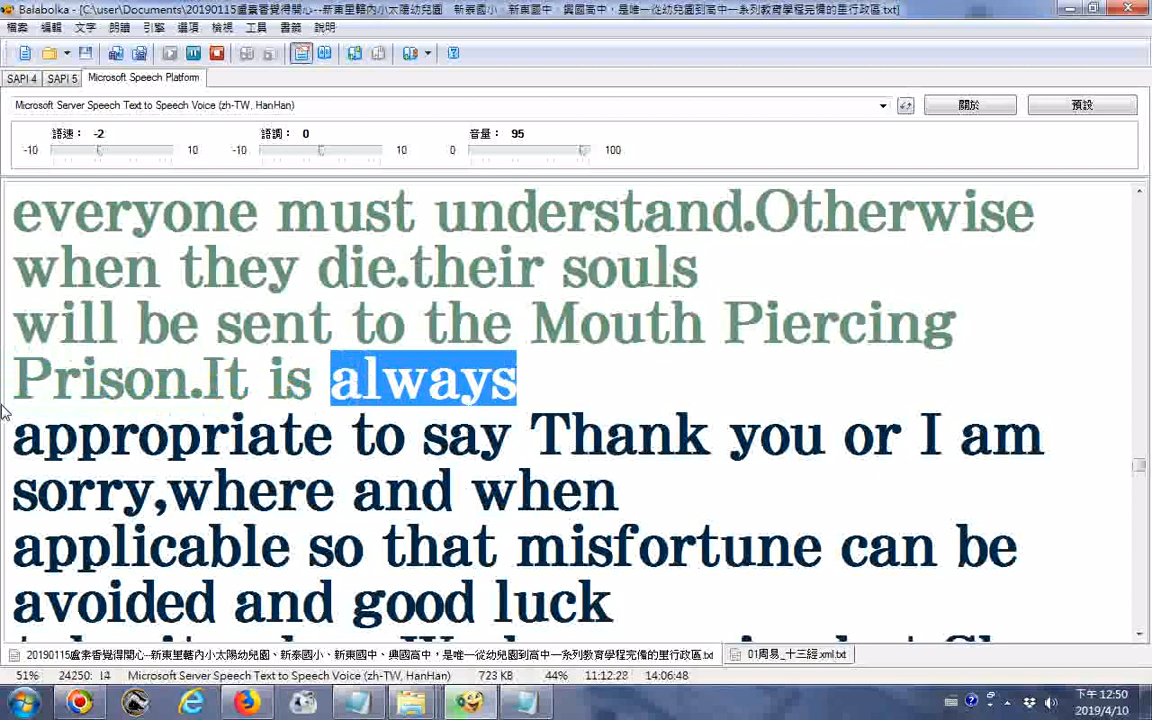 Balabolka - [C:\user\Documents\20190115盧素香覺得開心--新東里轄內小太陽幼兒園 新泰國小、新東國中、興國高中，是唯一從幼兒園到高中一系列教育學程完備的里行政區.txt]
檔案 編輯 文字 朗讀 引擎 選項 檢視 工具 書籤 說明
SAPI 4 SAPI 5 Microsoft Speech Platform
Microsoft Server Speech Text to Speech Voice (zh-TW, HanHan) 關於 預設
語速： -2 語調： 0 音量： 95
-10 10 -10 10 0 100
everyone must understand.Otherwise
when they die.their souls
will be sent to the Mouth Piercing
Prison.It is always
appropriate to say Thank you or I am
sorry,where and when
applicable so that misfortune can be
avoided and good luck
20190115盧素香覺得開心--新東里轄內小太陽幼兒園、新泰國小、新東國中、興國高中，是唯一從幼兒園到高中一系列教育學程完備的里行政區.txt 01周易_十三經.xml.txt
51% 24250: 14 Microsoft Server Speech Text to Speech Voice (zh-TW, HanHan) 723 KB 44% 11:12:28 14:06:48
下午 12:50
2019/4/10